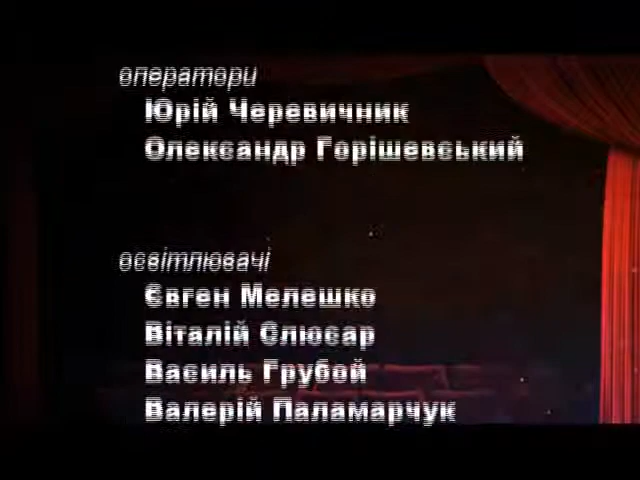 оператори
Юрій Черевичник
Олександр Горішевський
освітлювачі
Євген Мелешко
Віталій Слюсар
Василь Грубой
Валерій Паламарчук